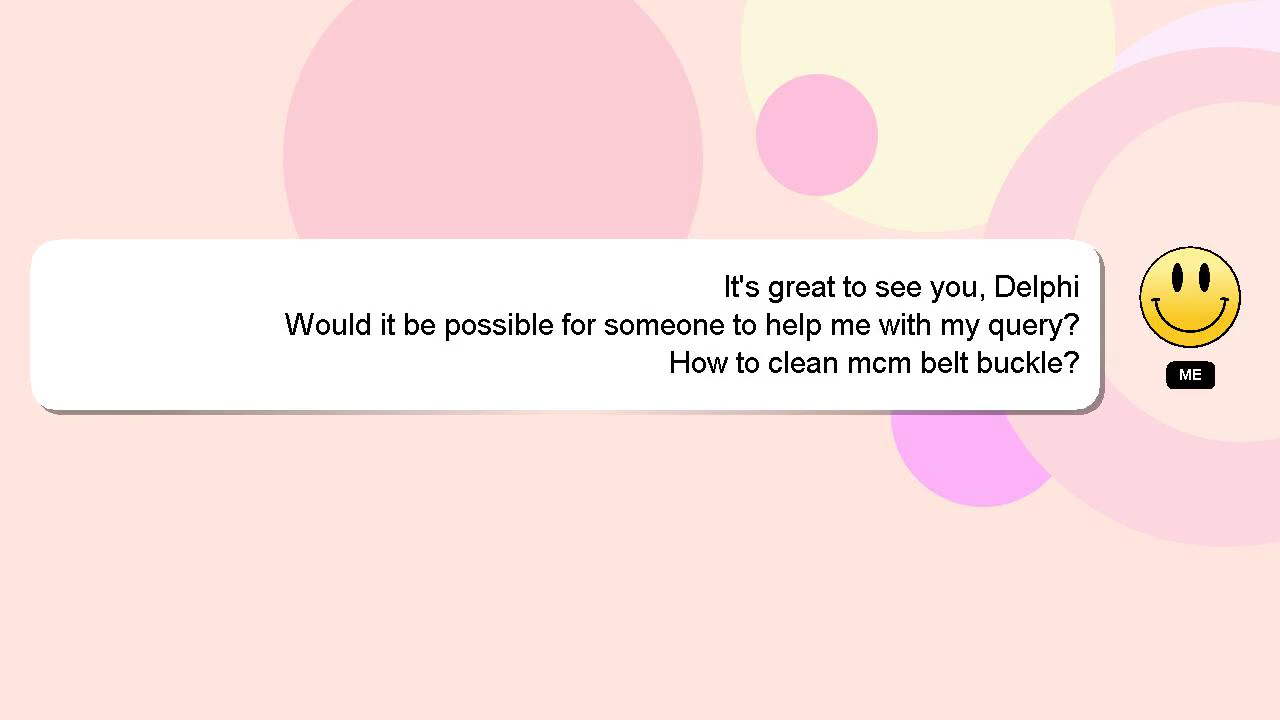 It's great to see you, Delphi
Would it be possible for someone to help me with my query?
How to clean mcm belt buckle?
ME